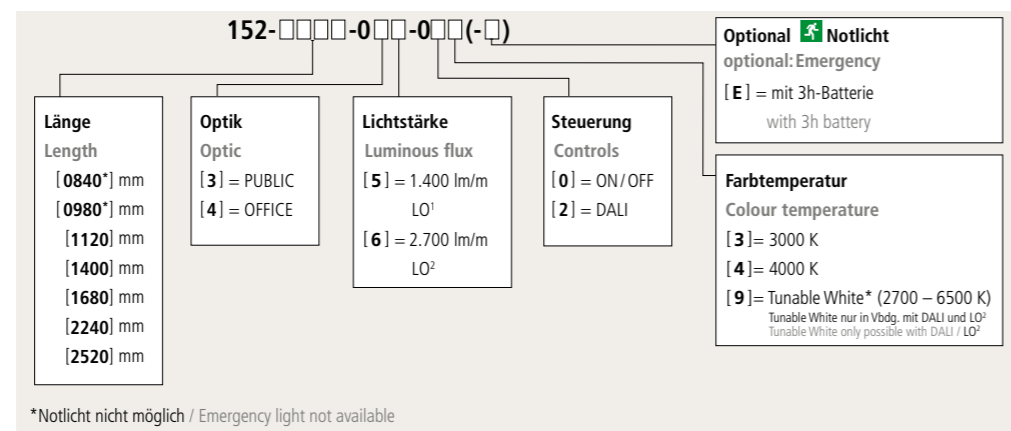 152-□□□□-0□□-0□□(-□)
Länge
Length
[0840*] mm
[0980*] mm
[1120] mm
[1400] mm
[1680] mm
[2240] mm
[2520] mm
Optik
Optic
[3] = PUBLIC
[4] = OFFICE
Lichtstärke
Luminous flux
[5] = 1.400 lm/m
LO¹
[6] = 2.700 lm/m
LO²
Steuerung
Controls
[0] = ON/OFF
[2] = DALI
Optional Notlicht
optional: Emergency
[E] = mit 3h-Batterie
with 3h battery
Farbtemperatur
Colour temperature
[3]= 3000 K
[4]= 4000 K
[9]= Tunable White* (2700 – 6500 K)
Tunable White nur in Vbdg. mit DALI und LO²
Tunable White only possible with DALI / LO²
*Notlicht nicht möglich / Emergency light not available